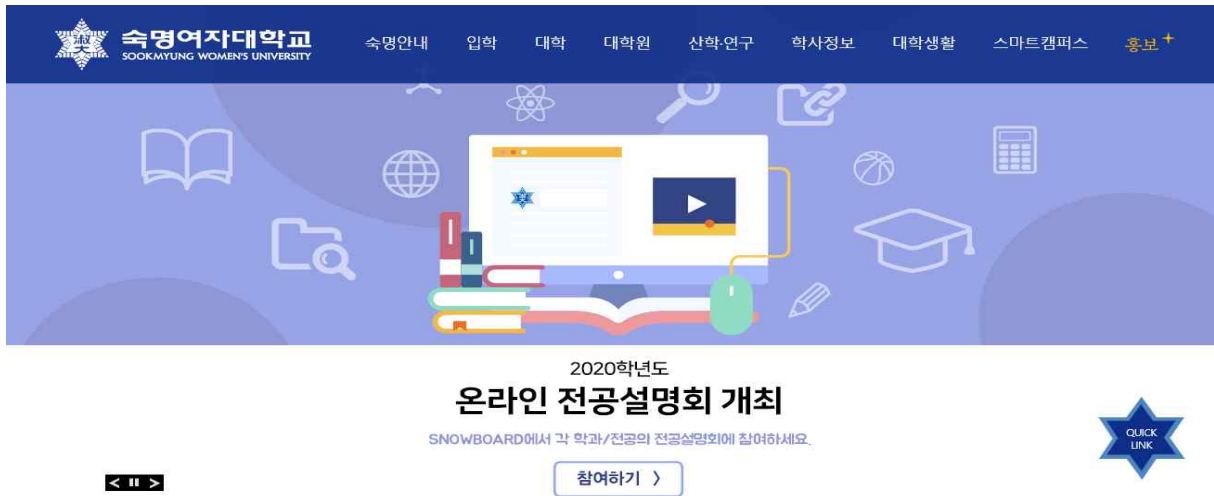 숙명여자대학교
SOOKMYUNG WOMEN'S UNIVERSITY
숙명안내 입학 대학 대학원 산학·연구 학사정보 대학생활 스마트캠퍼스 홍보+
2020학년도
온라인 전공설명회 개최
SNOWBOARD에서 각 학과/전공의 전공설명회에 참여하세요.
참여하기 〉
QUICK
LINK